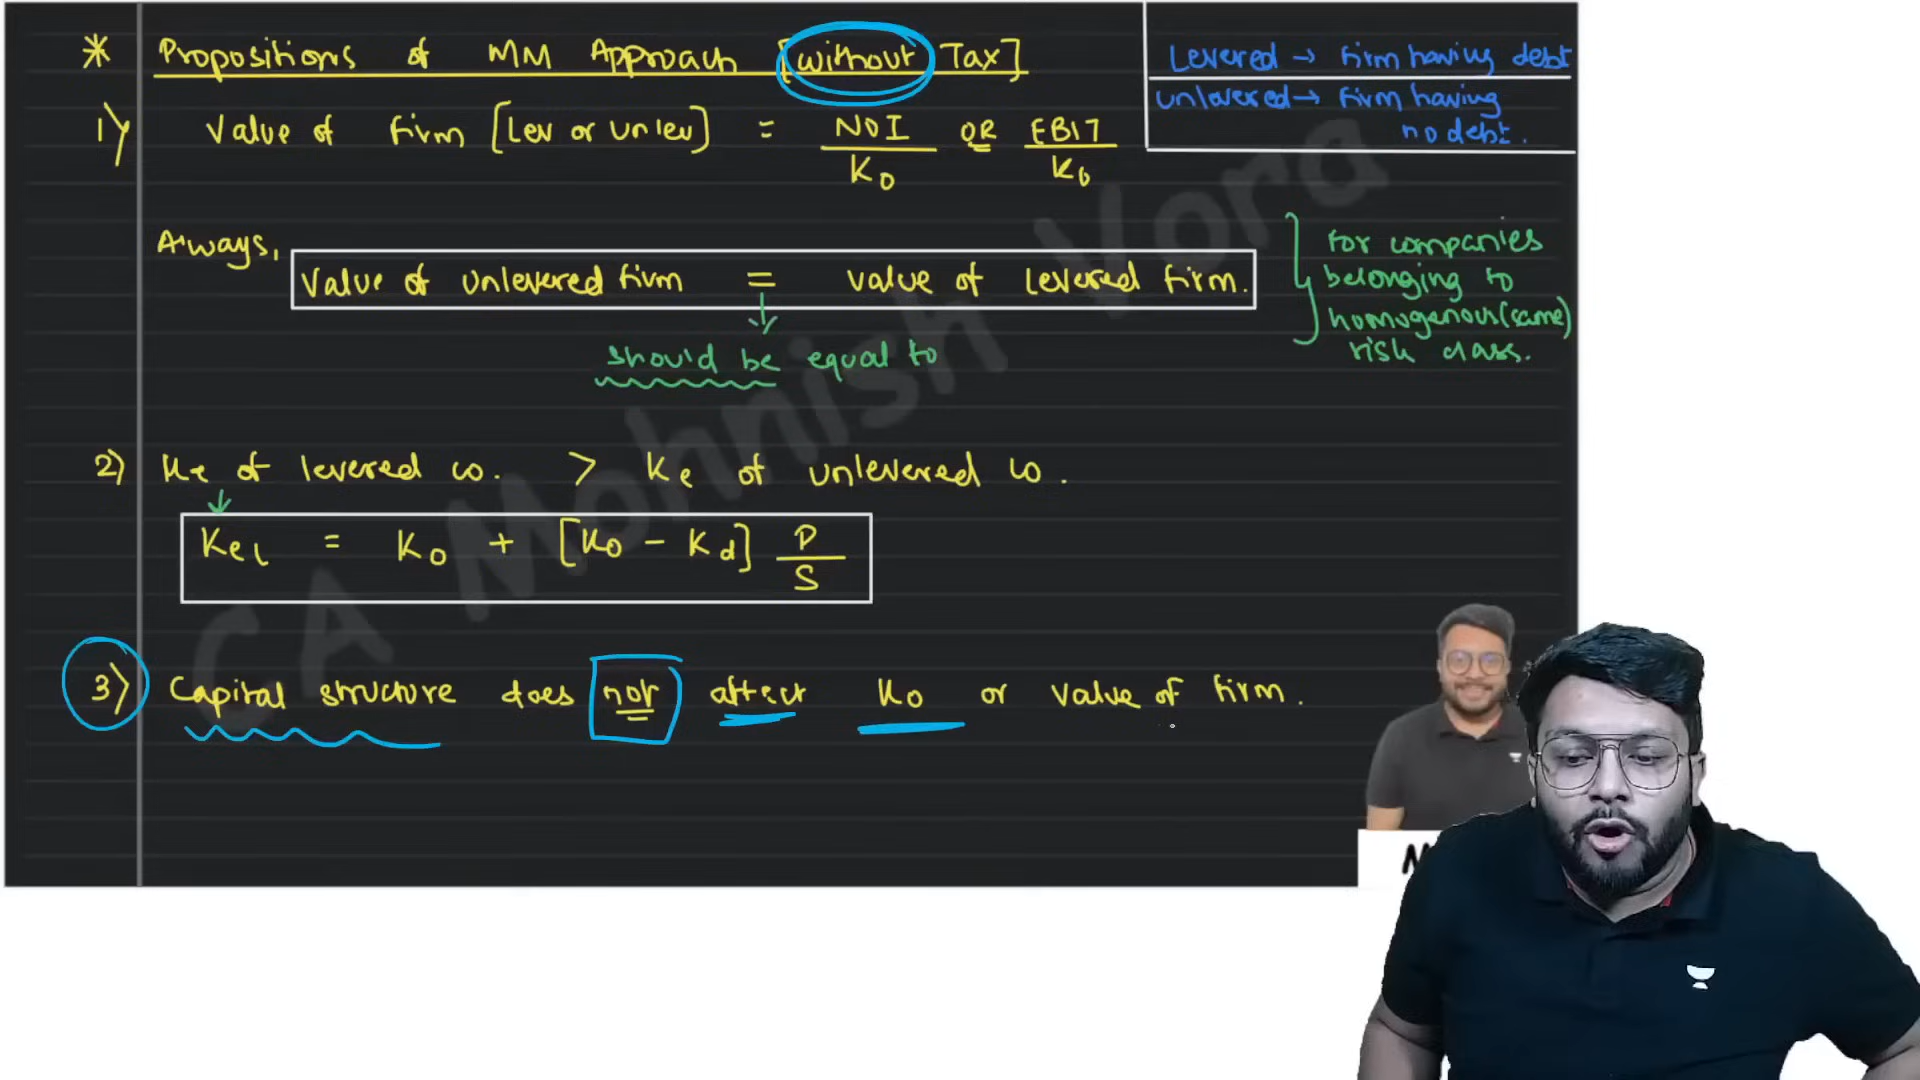 * Propositions of MM Approach [without Tax]
Levered → firm having debt
unlevered → firm having
no debt.
1) Value of firm [Lev or unlev] = NOI / Ko OR EBIT / Ko
Always,
Value of unlevered firm = value of levered firm.
should be equal to
For companies
belonging to
homogenous(same)
risk class.
2) Ke of levered co. > Ke of unlevered co.
Kel = Ko + [Ko - Kd] D / S
3) Capital structure does not affect Ko or value of firm.
CA Mohnish Vora